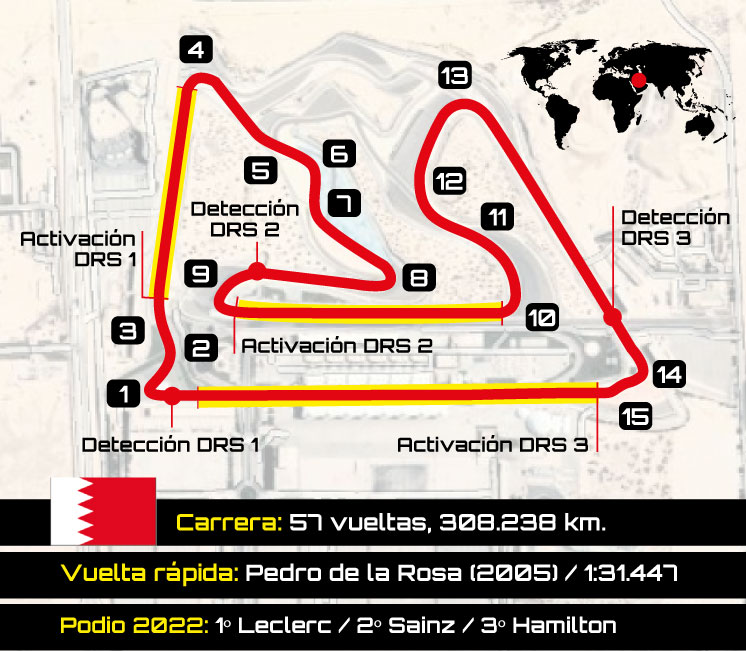 4
13
5
6
12
7
Detección
DRS 2
11
Detección
DRS 3
Activación
DRS 1
9
8
10
3
2
Activación DRS 2
1
14
15
Detección DRS 1
Activación DRS 3
Carrera: 57 vueltas, 308.238 km.
Vuelta rápida: Pedro de la Rosa (2005) / 1:31.447
Podio 2022: 1º Leclerc / 2º Sainz / 3º Hamilton